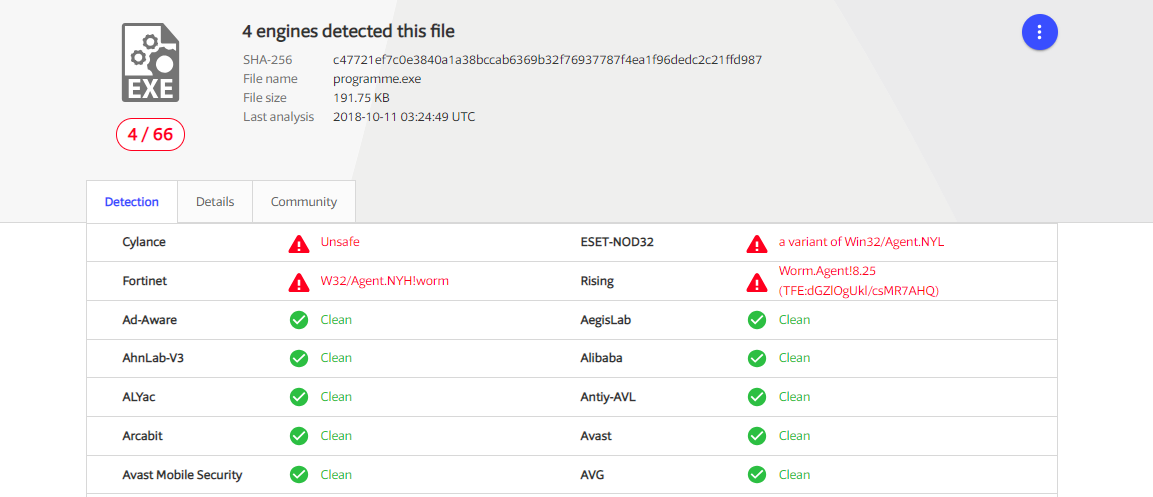 4 engines detected this file
SHA-256 c47721ef7c0e3840a1a38bccab6369b32f76937787f4ea1f96dedc2c21ffd987
File name programme.exe
File size 191.75 KB
Last analysis 2018-10-11 03:24:49 UTC
EXE
4 / 66
Detection Details Community
Cylance Unsafe ESET-NOD32 a variant of Win32/Agent.NYL
Fortinet W32/Agent.NYH!worm Rising Worm.Agent!8.25
(TFE:dGZlOgUkl/csMR7AHQ)
Ad-Aware Clean AegisLab Clean
AhnLab-V3 Clean Alibaba Clean
ALYac Clean Antiy-AVL Clean
Arcabit Clean Avast Clean
Avast Mobile Security Clean AVG Clean